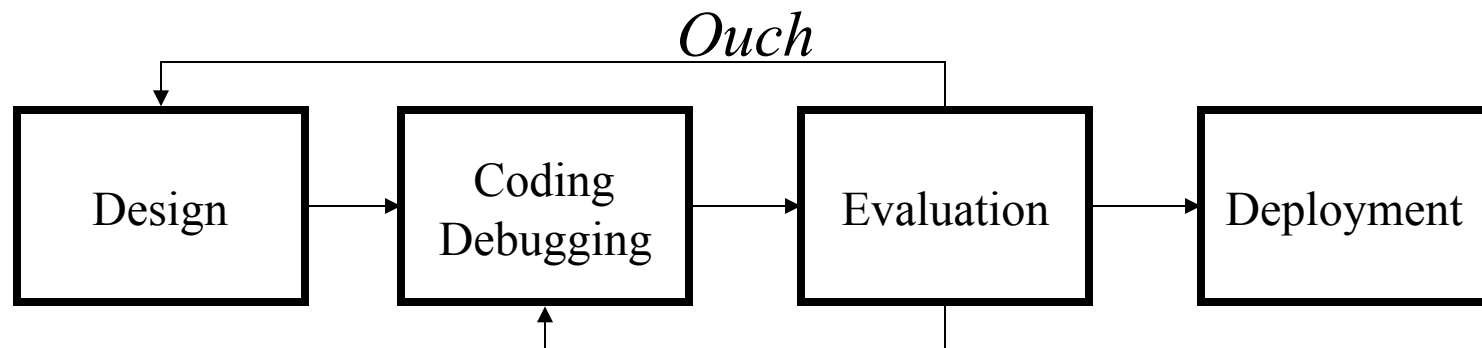 Ouch
Design
Coding
Debugging
Evaluation
Deployment